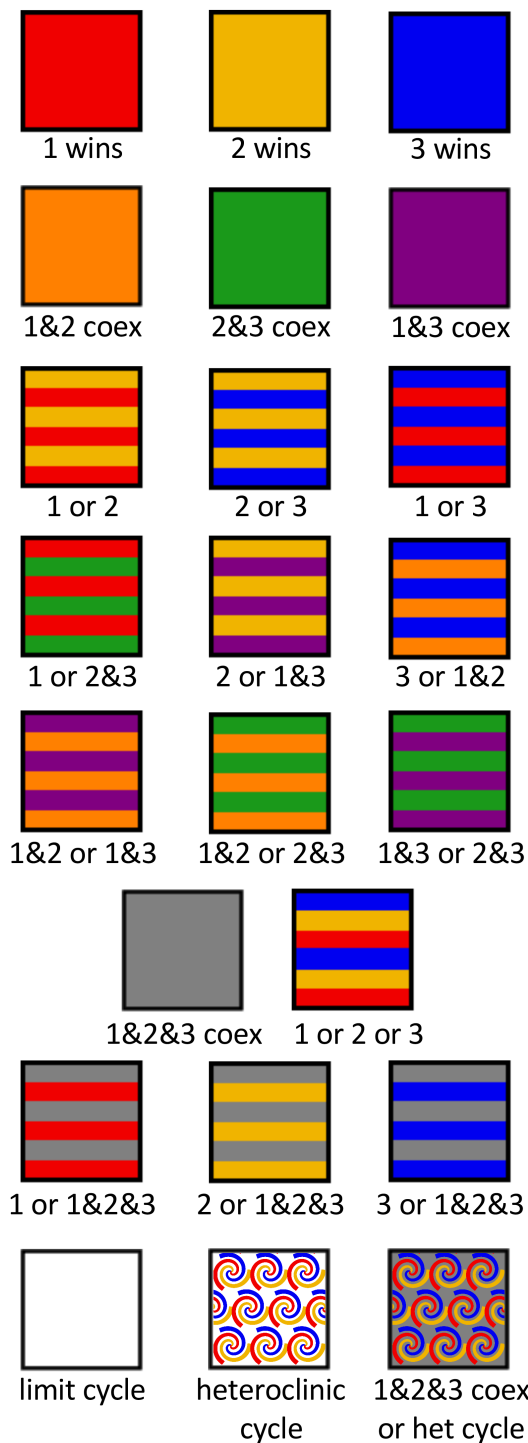 1 wins
2 wins
3 wins
1&2 coex
2&3 coex
1&3 coex
1 or 2
2 or 3
1 or 3
1 or 2&3
2 or 1&3
3 or 1&2
1&2 or 1&3
1&2 or 2&3
1&3 or 2&3
1&2&3 coex
1 or 2 or 3
1 or 1&2&3
2 or 1&2&3
3 or 1&2&3
limit cycle
heteroclinic
cycle
1&2&3 coex
or het cycle